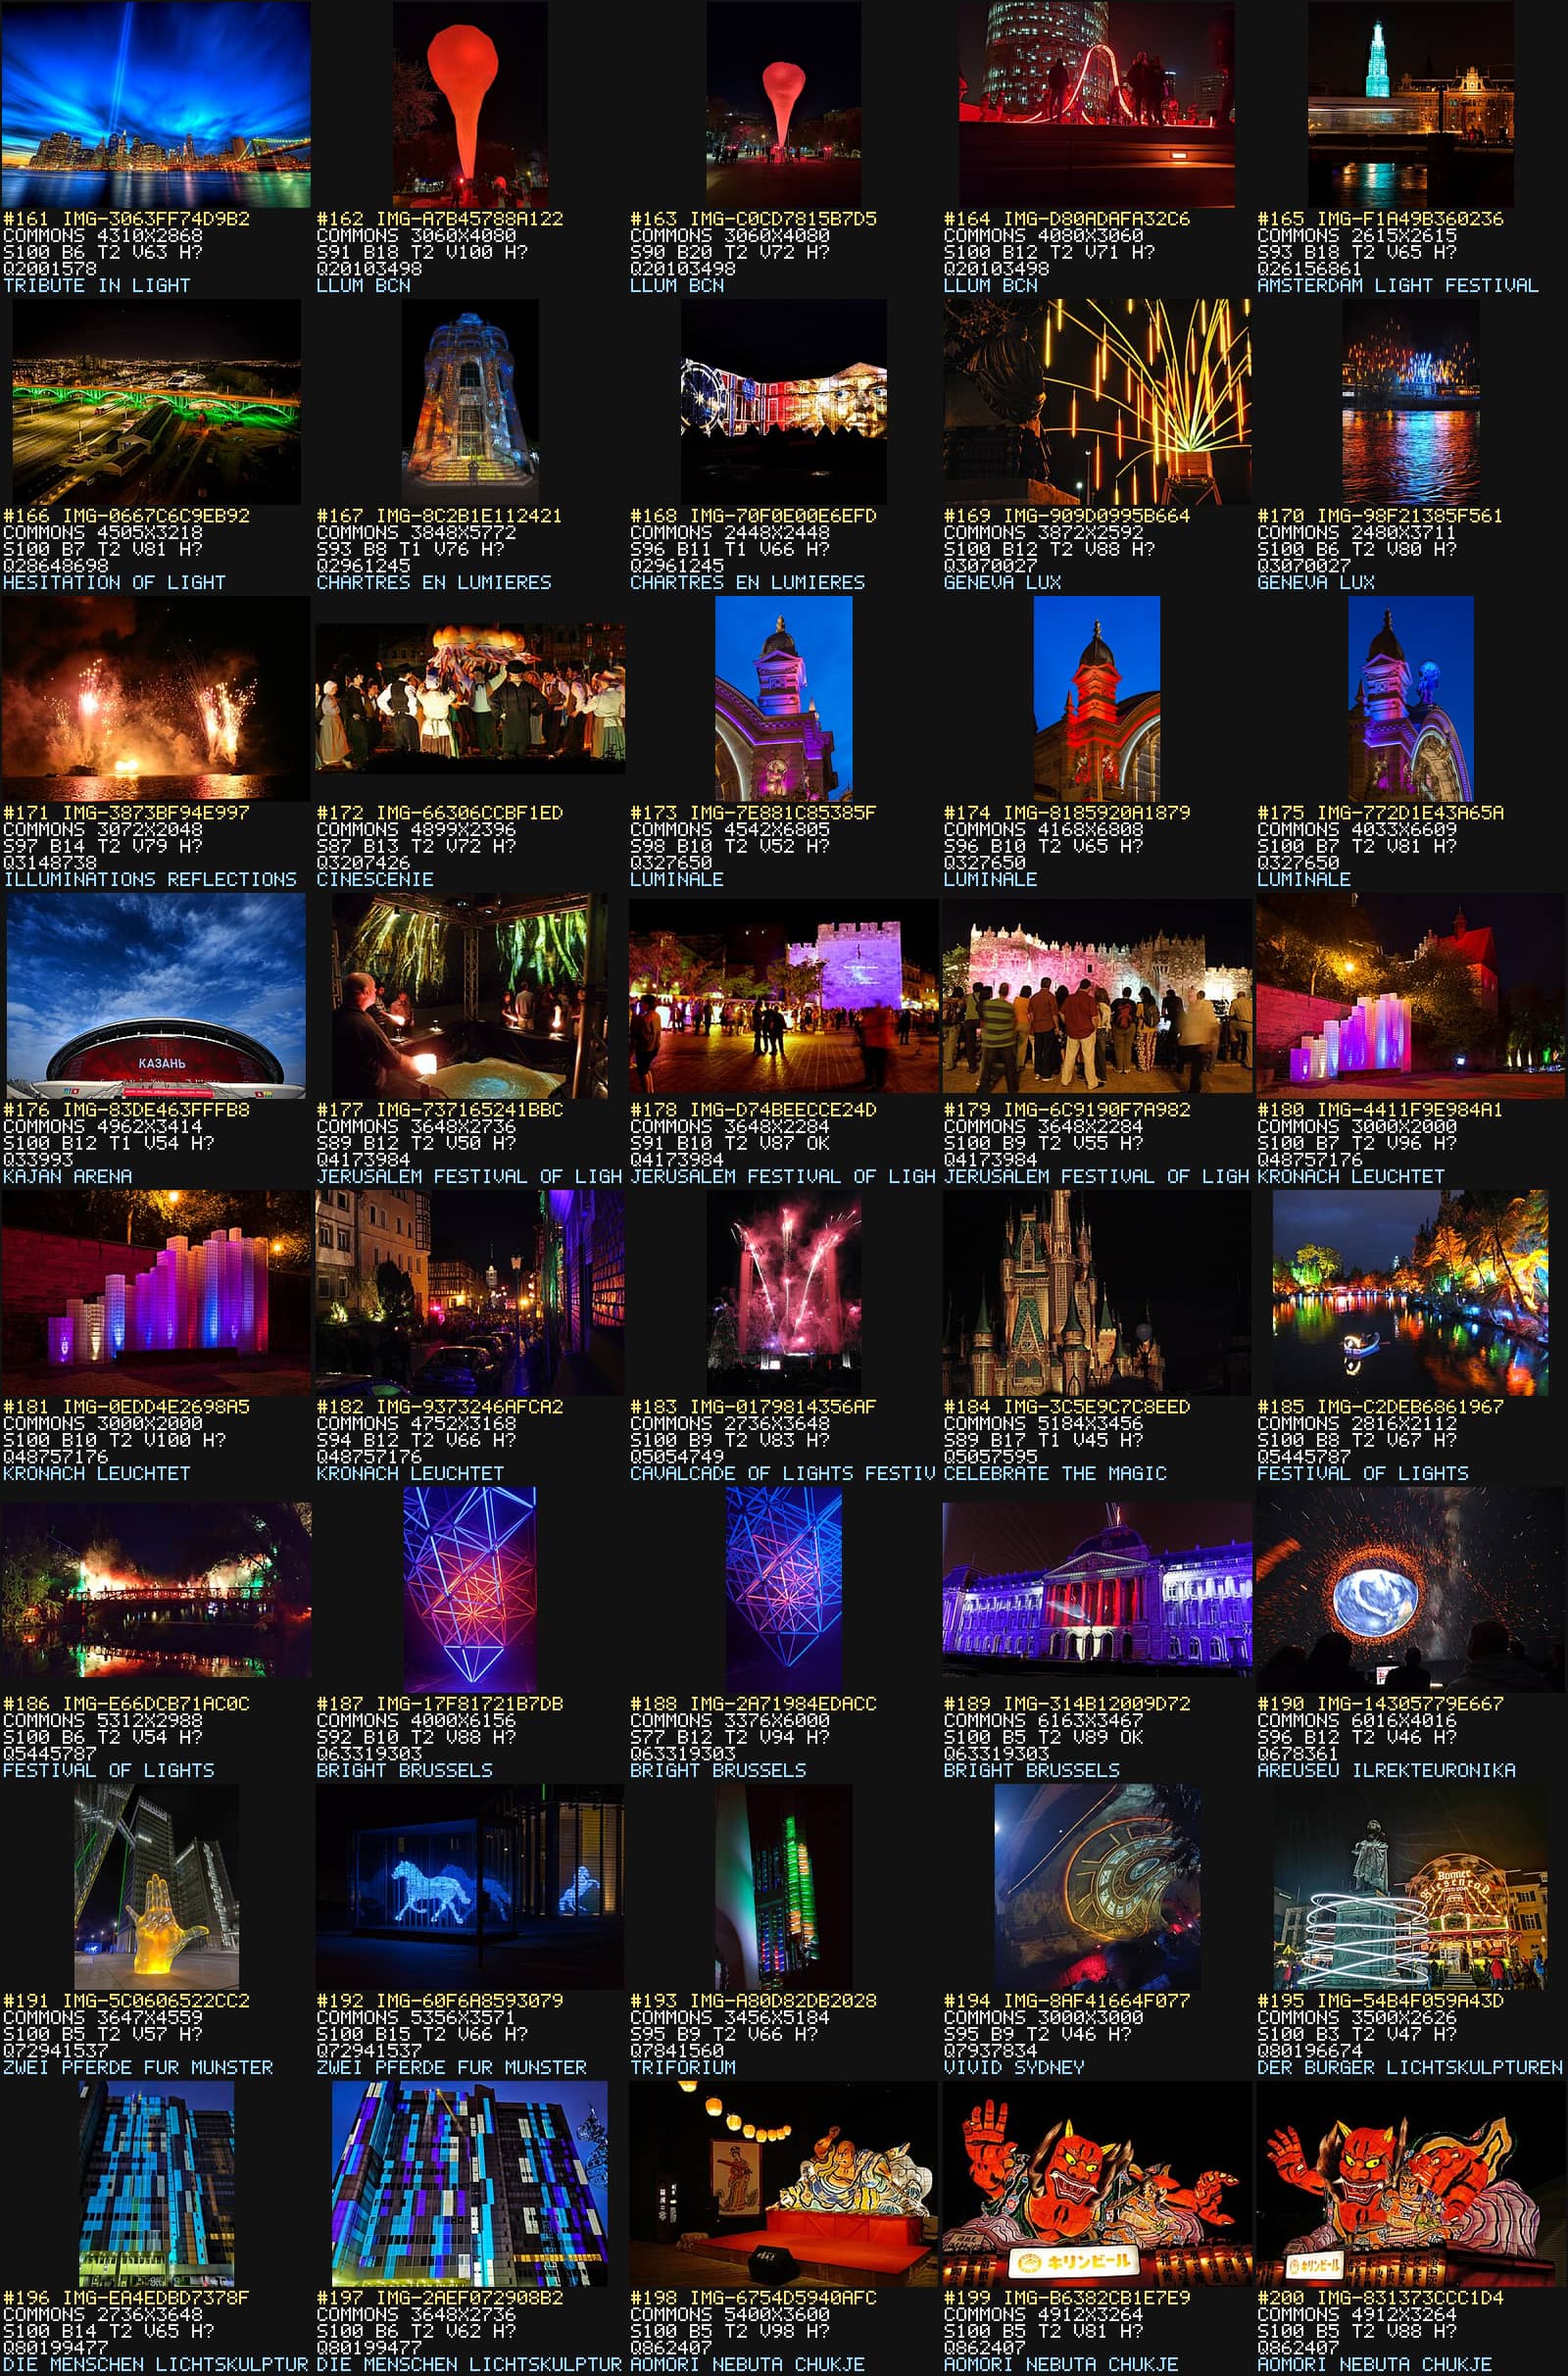 #161 IMG-3063FF74D9B2
COMMONS 4310X2868
S100 B6 T2 V63 H?
Q2001578
TRIBUTE IN LIGHT
#162 IMG-A7B45788A122
COMMONS 3060X4080
S91 B18 T2 V100 H?
Q20103498
LLUM BCN
#163 IMG-C0CD7815B7D5
COMMONS 3060X4080
S90 B20 T2 V72 H?
Q20103498
LLUM BCN
#164 IMG-D80ADAFA32C6
COMMONS 4080X3060
S100 B12 T2 V71 H?
Q20103498
LLUM BCN
#165 IMG-F1A49B360236
COMMONS 2615X2615
S93 B18 T2 V65 H?
Q26156861
AMSTERDAM LIGHT FESTIVAL
#166 IMG-0667C6C9EB92
COMMONS 4505X3218
S100 B7 T2 V81 H?
Q28648698
HESITATION OF LIGHT
#167 IMG-8C2B1E112421
COMMONS 3848X5772
S93 B8 T1 V76 H?
Q2961245
CHARTRES EN LUMIERES
#168 IMG-70F0E00E6EFD
COMMONS 2448X2448
S96 B11 T1 V66 H?
Q2961245
CHARTRES EN LUMIERES
#169 IMG-909D0995B664
COMMONS 3872X2592
S100 B12 T2 V88 H?
Q3070027
GENEVA LUX
#170 IMG-98F21385F561
COMMONS 2480X3711
S100 B6 T2 V80 H?
Q3070027
GENEVA LUX
#171 IMG-3873BF94E997
COMMONS 3072X2048
S97 B14 T2 V79 H?
Q3148738
ILLUMINATIONS REFLECTIONS
#172 IMG-66306CCBF1ED
COMMONS 4899X2396
S87 B13 T2 V72 H?
Q3207426
CINESCENIE
#173 IMG-7E881C85385F
COMMONS 4542X6805
S98 B10 T2 V52 H?
Q327650
LUMINALE
#174 IMG-8185920A1879
COMMONS 4168X6808
S96 B10 T2 V65 H?
Q327650
LUMINALE
#175 IMG-772D1E43A65A
COMMONS 4033X6609
S100 B7 T2 V81 H?
Q327650
LUMINALE
КАЗАНЬ
#176 IMG-83DE463FFFB8
COMMONS 4962X3414
S100 B12 T1 V54 H?
Q33993
KAJAN ARENA
#177 IMG-737165241BBC
COMMONS 3648X2736
S89 B12 T2 V50 H?
Q4173984
JERUSALEM FESTIVAL OF LIGH
#178 IMG-D74BEECCE24D
COMMONS 3648X2284
S91 B10 T2 V87 OK
Q4173984
JERUSALEM FESTIVAL OF LIGH
#179 IMG-6C9190F7A982
COMMONS 3648X2284
S100 B9 T2 V55 H?
Q4173984
JERUSALEM FESTIVAL OF LIGH
#180 IMG-4411F9E984A1
COMMONS 3000X2000
S100 B7 T2 V96 H?
Q48757176
KRONACH LEUCHTET
#181 IMG-0EDD4E2698A5
COMMONS 3000X2000
S100 B10 T2 V100 H?
Q48757176
KRONACH LEUCHTET
#182 IMG-9373246AFCA2
COMMONS 4752X3168
S94 B12 T2 V66 H?
Q48757176
KRONACH LEUCHTET
#183 IMG-0179814356AF
COMMONS 2736X3648
S100 B9 T2 V83 H?
Q5054749
CAVALCADE OF LIGHTS FESTIV
#184 IMG-3C5E9C7C8EED
COMMONS 5184X3456
S89 B17 T1 V45 H?
Q5057595
CELEBRATE THE MAGIC
#185 IMG-C2DEB6861967
COMMONS 2816X2112
S100 B8 T2 V67 H?
Q5445787
FESTIVAL OF LIGHTS
#186 IMG-E66DCB71AC0C
COMMONS 5312X2988
S100 B6 T2 V54 H?
Q5445787
FESTIVAL OF LIGHTS
#187 IMG-17F81721B7DB
COMMONS 4000X6156
S92 B10 T2 V88 H?
Q63319303
BRIGHT BRUSSELS
#188 IMG-2A71984EDACC
COMMONS 3376X6000
S77 B12 T2 V94 H?
Q63319303
BRIGHT BRUSSELS
#189 IMG-314B12009D72
COMMONS 6163X3467
S100 B5 T2 V89 OK
Q63319303
BRIGHT BRUSSELS
#190 IMG-14305779E667
COMMONS 6016X4016
S96 B12 T2 V46 H?
Q678361
AREUSEU ILREKTEURONIKA
#191 IMG-5C0606522CC2
COMMONS 3647X4559
S100 B5 T2 V57 H?
Q72941537
ZWEI PFERDE FUR MUNSTER
#192 IMG-60F6A8593079
COMMONS 5356X3571
S100 B15 T2 V66 H?
Q72941537
ZWEI PFERDE FUR MUNSTER
#193 IMG-A80D82DB2028
COMMONS 3456X5184
S95 B9 T2 V66 H?
Q7841560
TRIFORIUM
#194 IMG-8AF41664F077
COMMONS 3000X3000
S95 B9 T2 V46 H?
Q7937834
VIVID SYDNEY
Bonner
Riesenrad
#195 IMG-54B4F059A43D
COMMONS 3500X2626
S100 B3 T2 V47 H?
Q80196674
DER BURGER LICHTSKULPTUREN
#196 IMG-EA4EDBD7378F
COMMONS 2736X3648
S100 B14 T2 V65 H?
Q80199477
DIE MENSCHEN LICHTSKULPTUR
#197 IMG-2AEF072908B2
COMMONS 3648X2736
S100 B6 T2 V62 H?
Q80199477
DIE MENSCHEN LICHTSKULPTUR
#198 IMG-6754D5940AFC
COMMONS 5400X3600
S100 B5 T2 V98 H?
Q862407
AOMORI NEBUTA CHUKJE
キリンビール
#199 IMG-B6382CB1E7E9
COMMONS 4912X3264
S100 B5 T2 V81 H?
Q862407
AOMORI NEBUTA CHUKJE
キリンビール
#200 IMG-831373CCC1D4
COMMONS 4912X3264
S100 B5 T2 V88 H?
Q862407
AOMORI NEBUTA CHUKJE